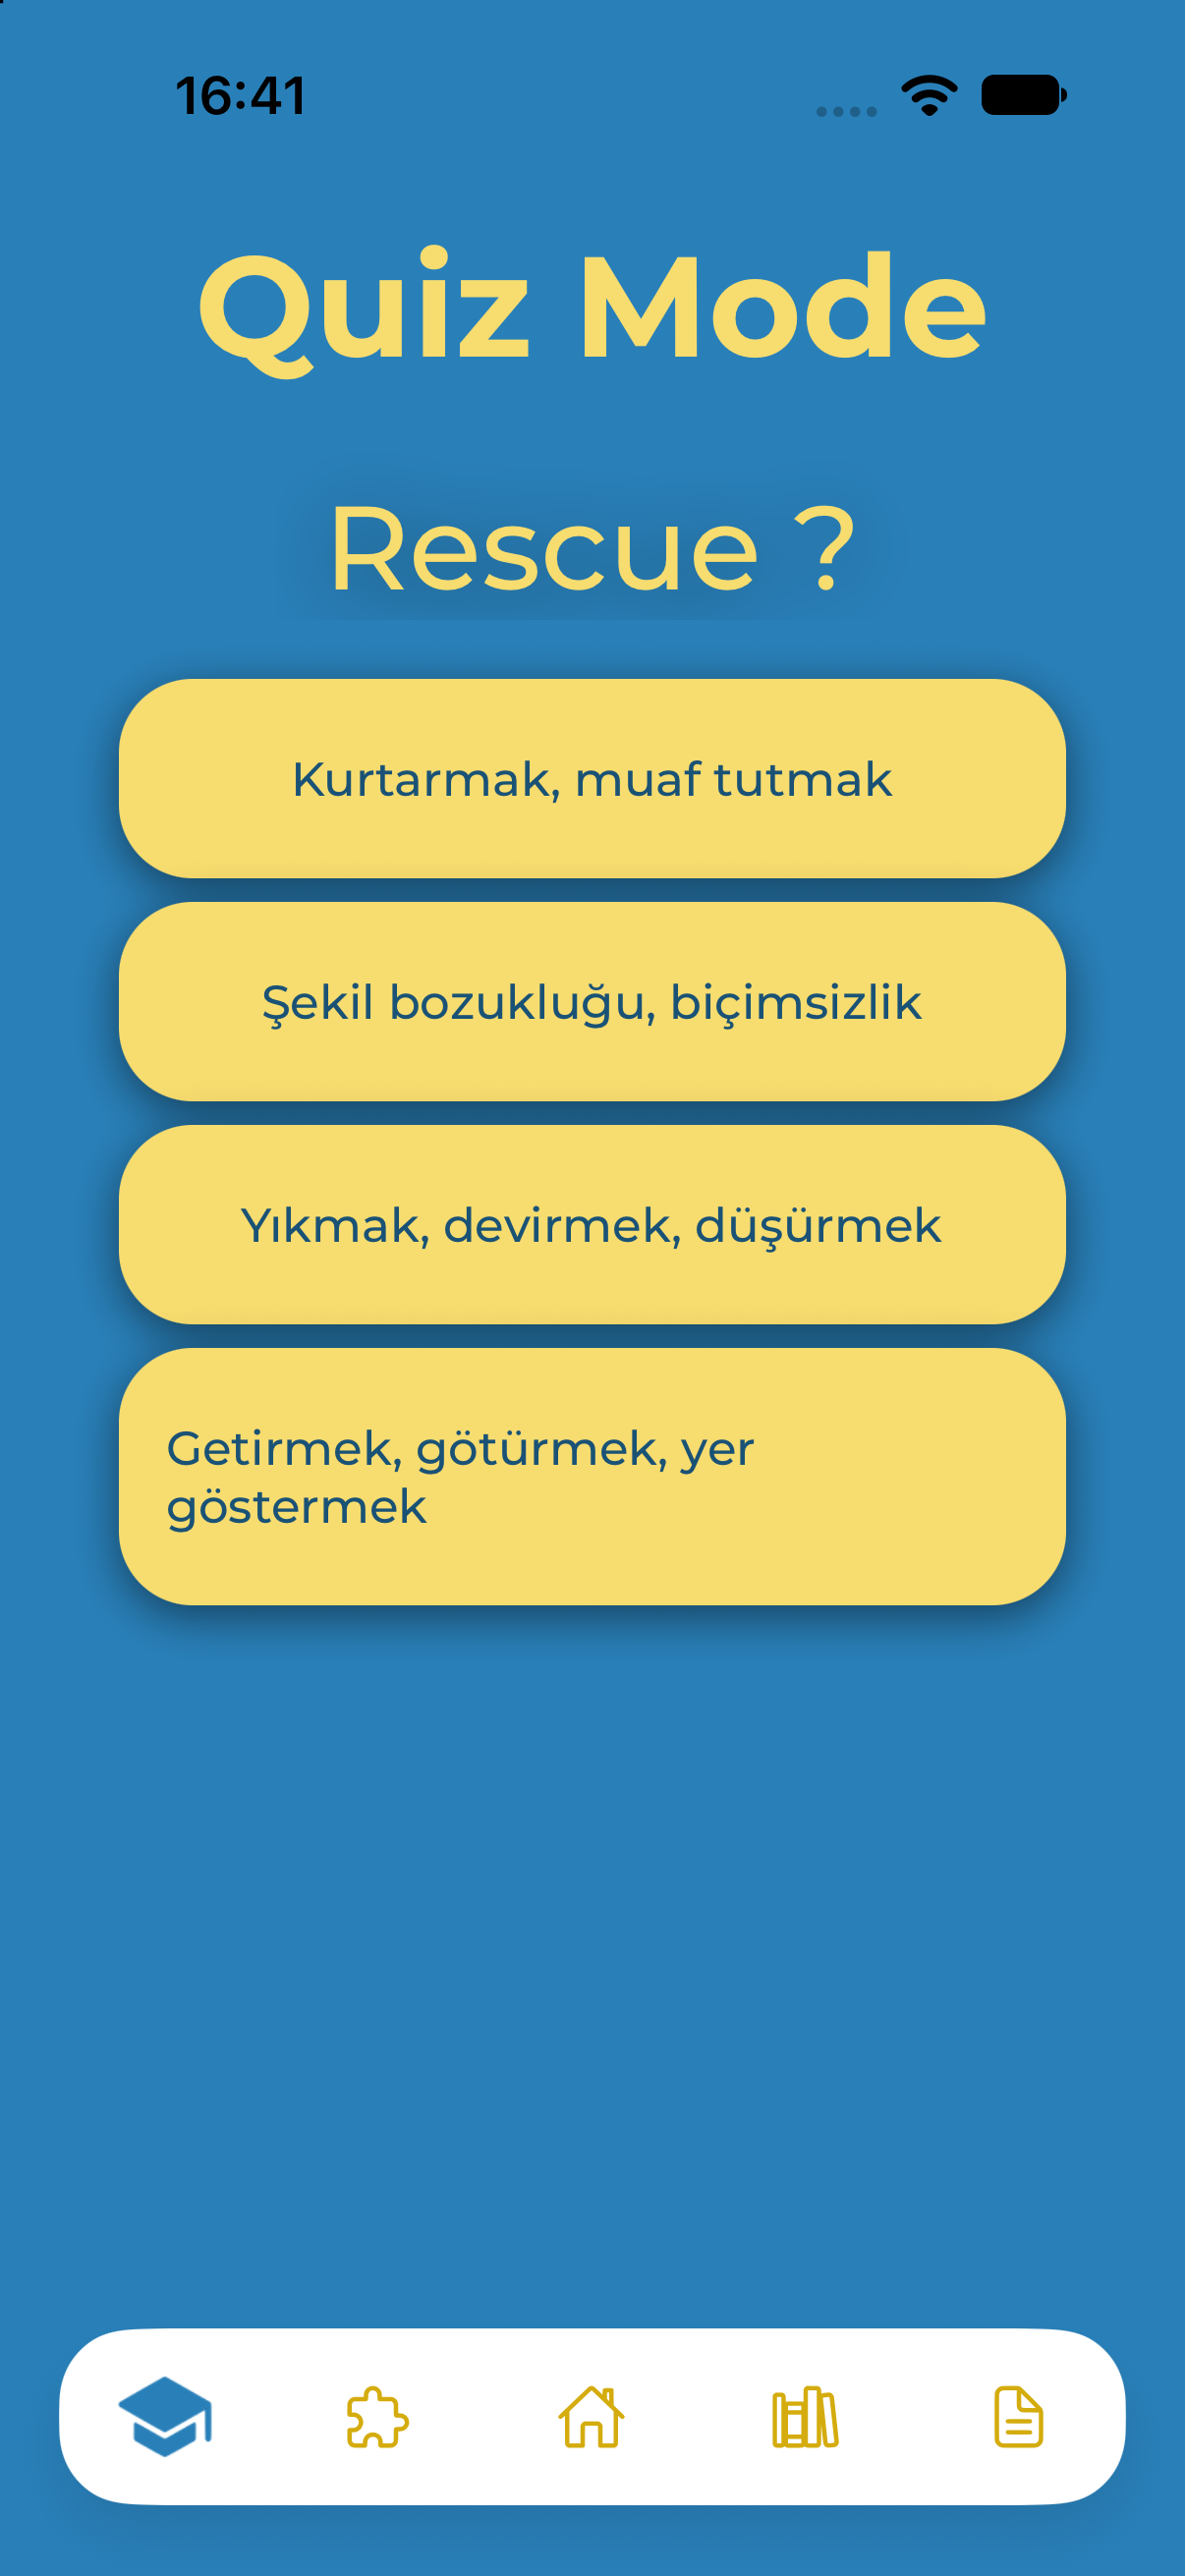 16:41
Quiz Mode
Rescue ?
Kurtarmak, muaf tutmak
Şekil bozukluğu, biçimsizlik
Yıkmak, devirmek, düşürmek
Getirmek, götürmek, yer
göstermek